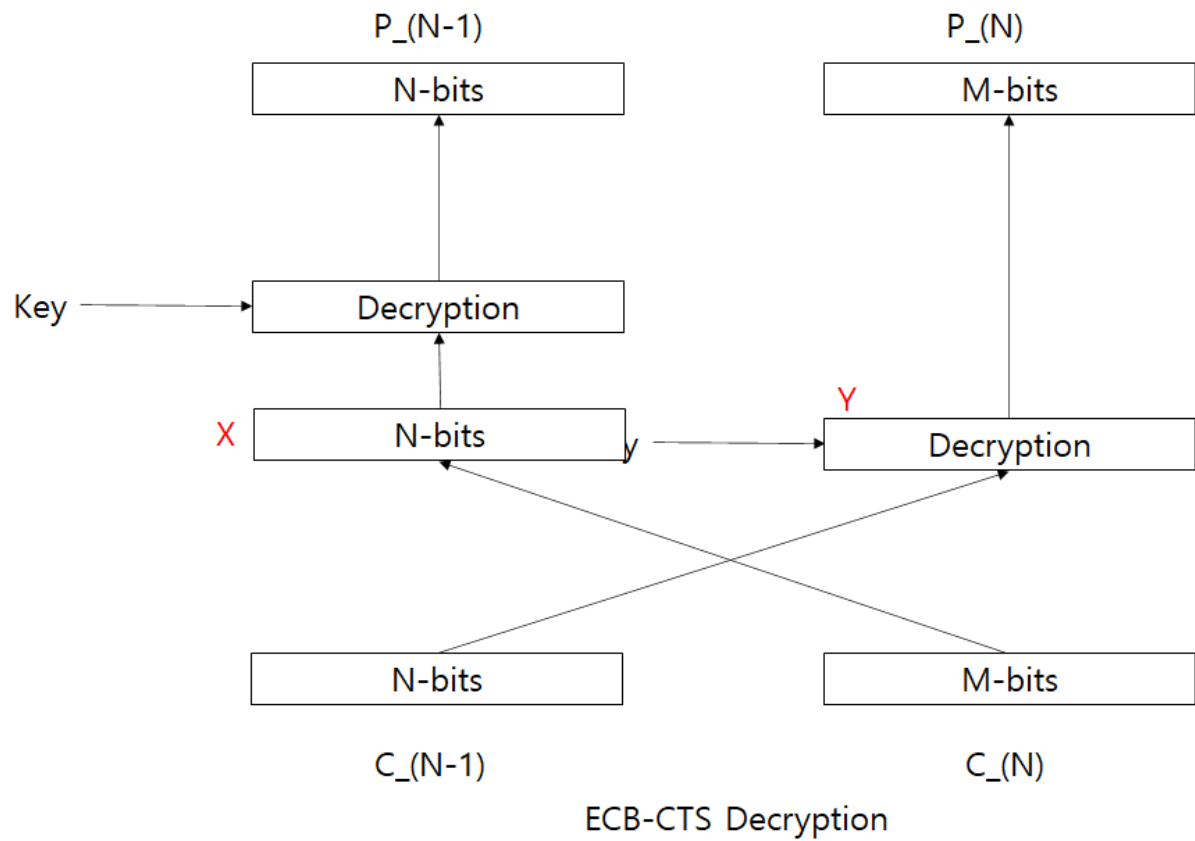 P_(N-1)
P_(N)
N-bits
M-bits
Key
Decryption
Y
X
N-bits
y
Decryption
N-bits
M-bits
C_(N-1)
C_(N)
ECB-CTS Decryption